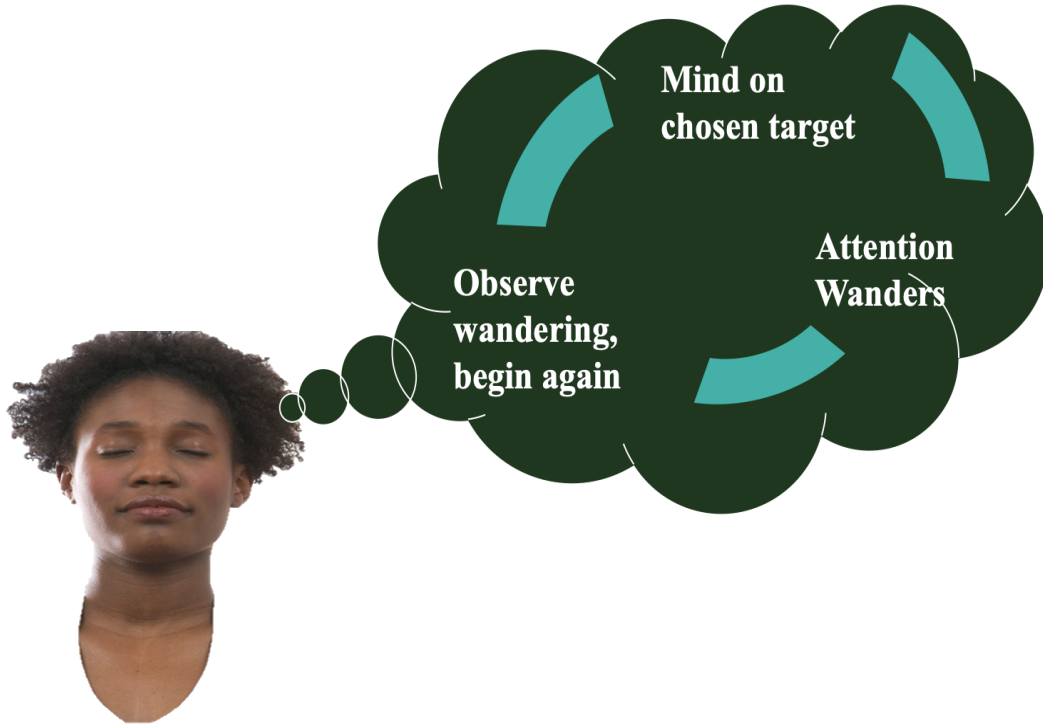 Mind on
chosen target
Attention
Wanders
Observe
wandering,
begin again